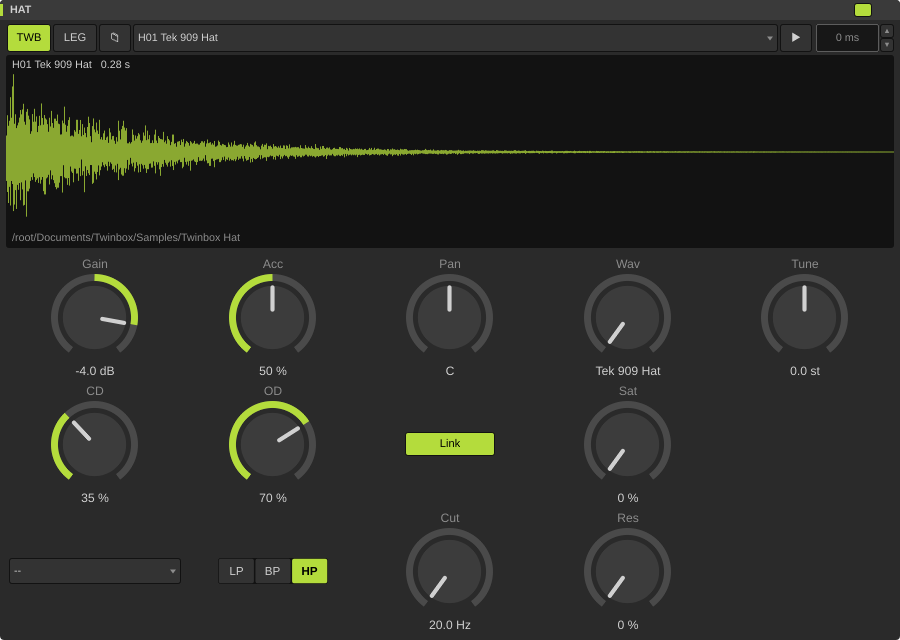 HAT
TWB LEG H01 Tek 909 Hat 0 ms
H01 Tek 909 Hat 0.28 s
/root/Documents/Twinbox/Samples/Twinbox Hat
Gain Acc Pan Wav Tune
-4.0 dB 50 % C Tek 909 Hat 0.0 st
CD OD Sat
Link
35 % 70 % 0 %
Cut Res
-- LP BP HP
20.0 Hz 0 %